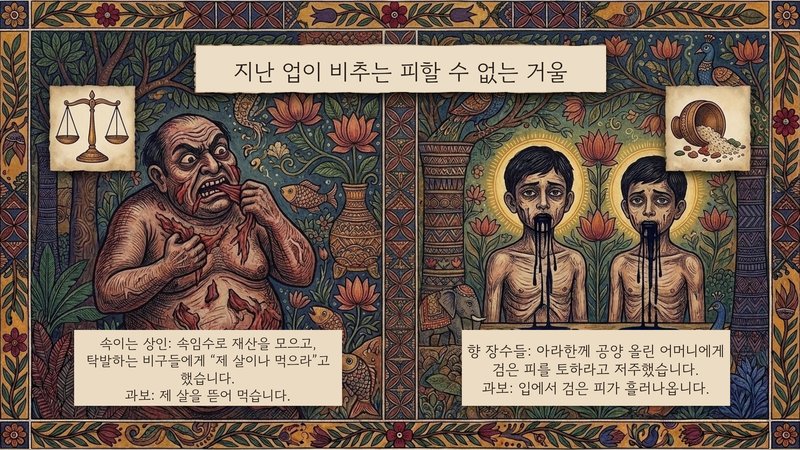 지난 업이 비추는 피할 수 없는 거울
속이는 상인: 속임수로 재산을 모으고,
탁발하는 비구들에게 “제 살이나 먹으라”고
했습니다.
과보: 제 살을 뜯어 먹습니다.
향 장수들: 아라한께 공양 올린 어머니에게
검은 피를 토하라고 저주했습니다.
과보: 입에서 검은 피가 흘러나옵니다.